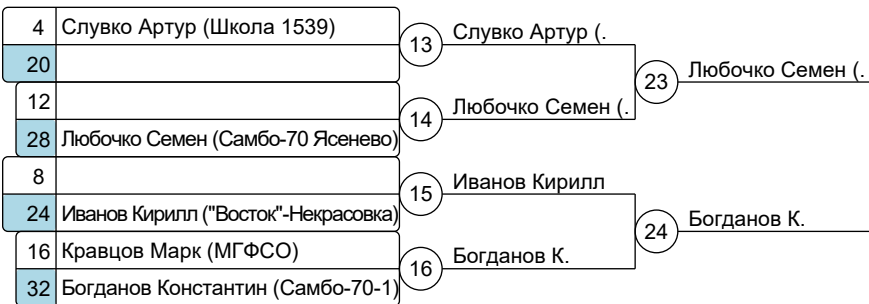 4 Слувко Артур (Школа 1539)
20
12
28 Любочко Семен (Самбо-70 Ясенево)
8
24 Иванов Кирилл ("Восток"-Некрасовка)
16 Кравцов Марк (МГФСО)
32 Богданов Константин (Самбо-70-1)
13 Слувко Артур (.
14 Любочко Семен (.
15 Иванов Кирилл
16 Богданов К.
23 Любочко Семен (.
24 Богданов К.